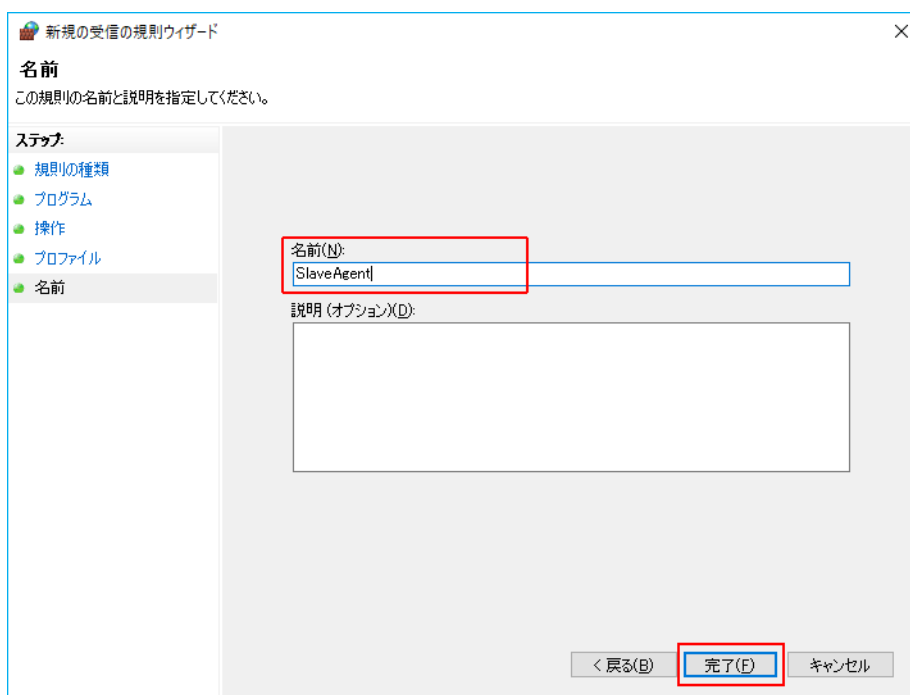 新規の受信の規則ウィザード
名前
この規則の名前と説明を指定してください。
ステップ:
規則の種類
プログラム
操作
プロファイル
名前
名前(N):
SlaveAgent
説明 (オプション)(D):
< 戻る(B)
完了(F)
キャンセル